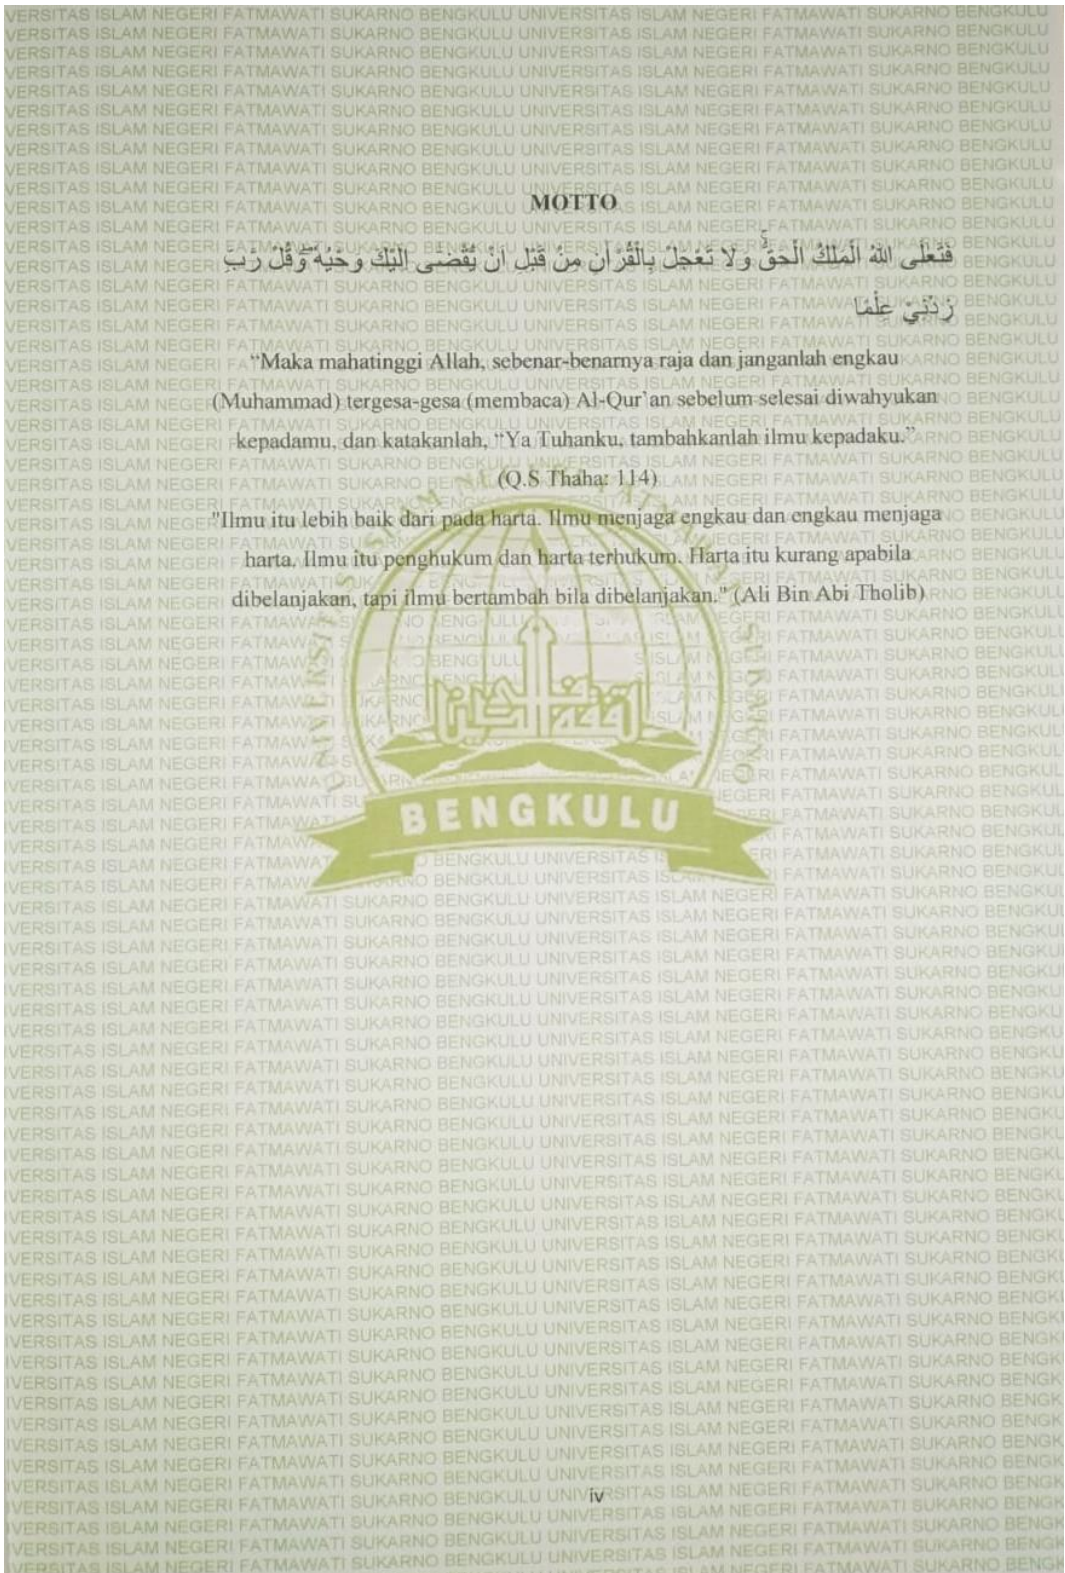 MOTTO
فَتَعٰلَى اللّٰهُ الْمَلِكُ الْحَقُّۚ وَلَا تَعْجَلْ بِالْقُرْاٰنِ مِنْ قَبْلِ اَنْ يُّقْضٰٓى اِلَيْكَ وَحْيُهٗۖ وَقُلْ رَّبِّ
زِدْنِيْ عِلْمًا
“Maka mahatinggi Allah, sebenar-benarnya raja dan janganlah engkau
(Muhammad) tergesa-gesa (membaca) Al-Qur`an sebelum selesai diwahyukan
kepadamu, dan katakanlah, “Ya Tuhanku, tambahkanlah ilmu kepadaku.”
(Q.S Thaha: 114)
"Ilmu itu lebih baik dari pada harta. Ilmu menjaga engkau dan engkau menjaga
harta. Ilmu itu penghukum dan harta terhukum. Harta itu kurang apabila
dibelanjakan, tapi ilmu bertambah bila dibelanjakan." (Ali Bin Abi Tholib)
BENGKULU
iv